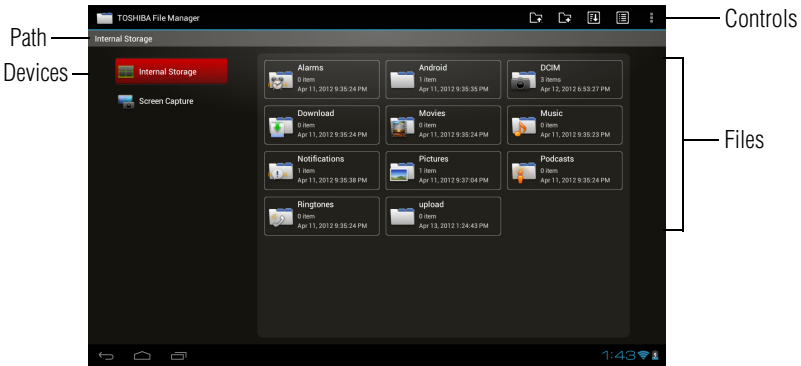 TOSHIBA File Manager
Controls
Path
Internal Storage
Devices
Internal Storage
Screen Capture
Alarms
0 item
Apr 11, 2012 9:35:24 PM
Android
1 item
Apr 11, 2012 9:35:35 PM
DCIM
3 items
Apr 12, 2012 6:53:27 PM
Download
0 item
Apr 11, 2012 9:35:24 PM
Movies
0 item
Apr 11, 2012 9:35:24 PM
Music
0 item
Apr 11, 2012 9:35:23 PM
Files
Notifications
1 item
Apr 11, 2012 9:35:38 PM
Pictures
1 item
Apr 11, 2012 9:37:04 PM
Podcasts
0 item
Apr 11, 2012 9:35:24 PM
Ringtones
0 item
Apr 11, 2012 9:35:24 PM
upload
0 item
Apr 13, 2012 1:24:43 PM
1:43